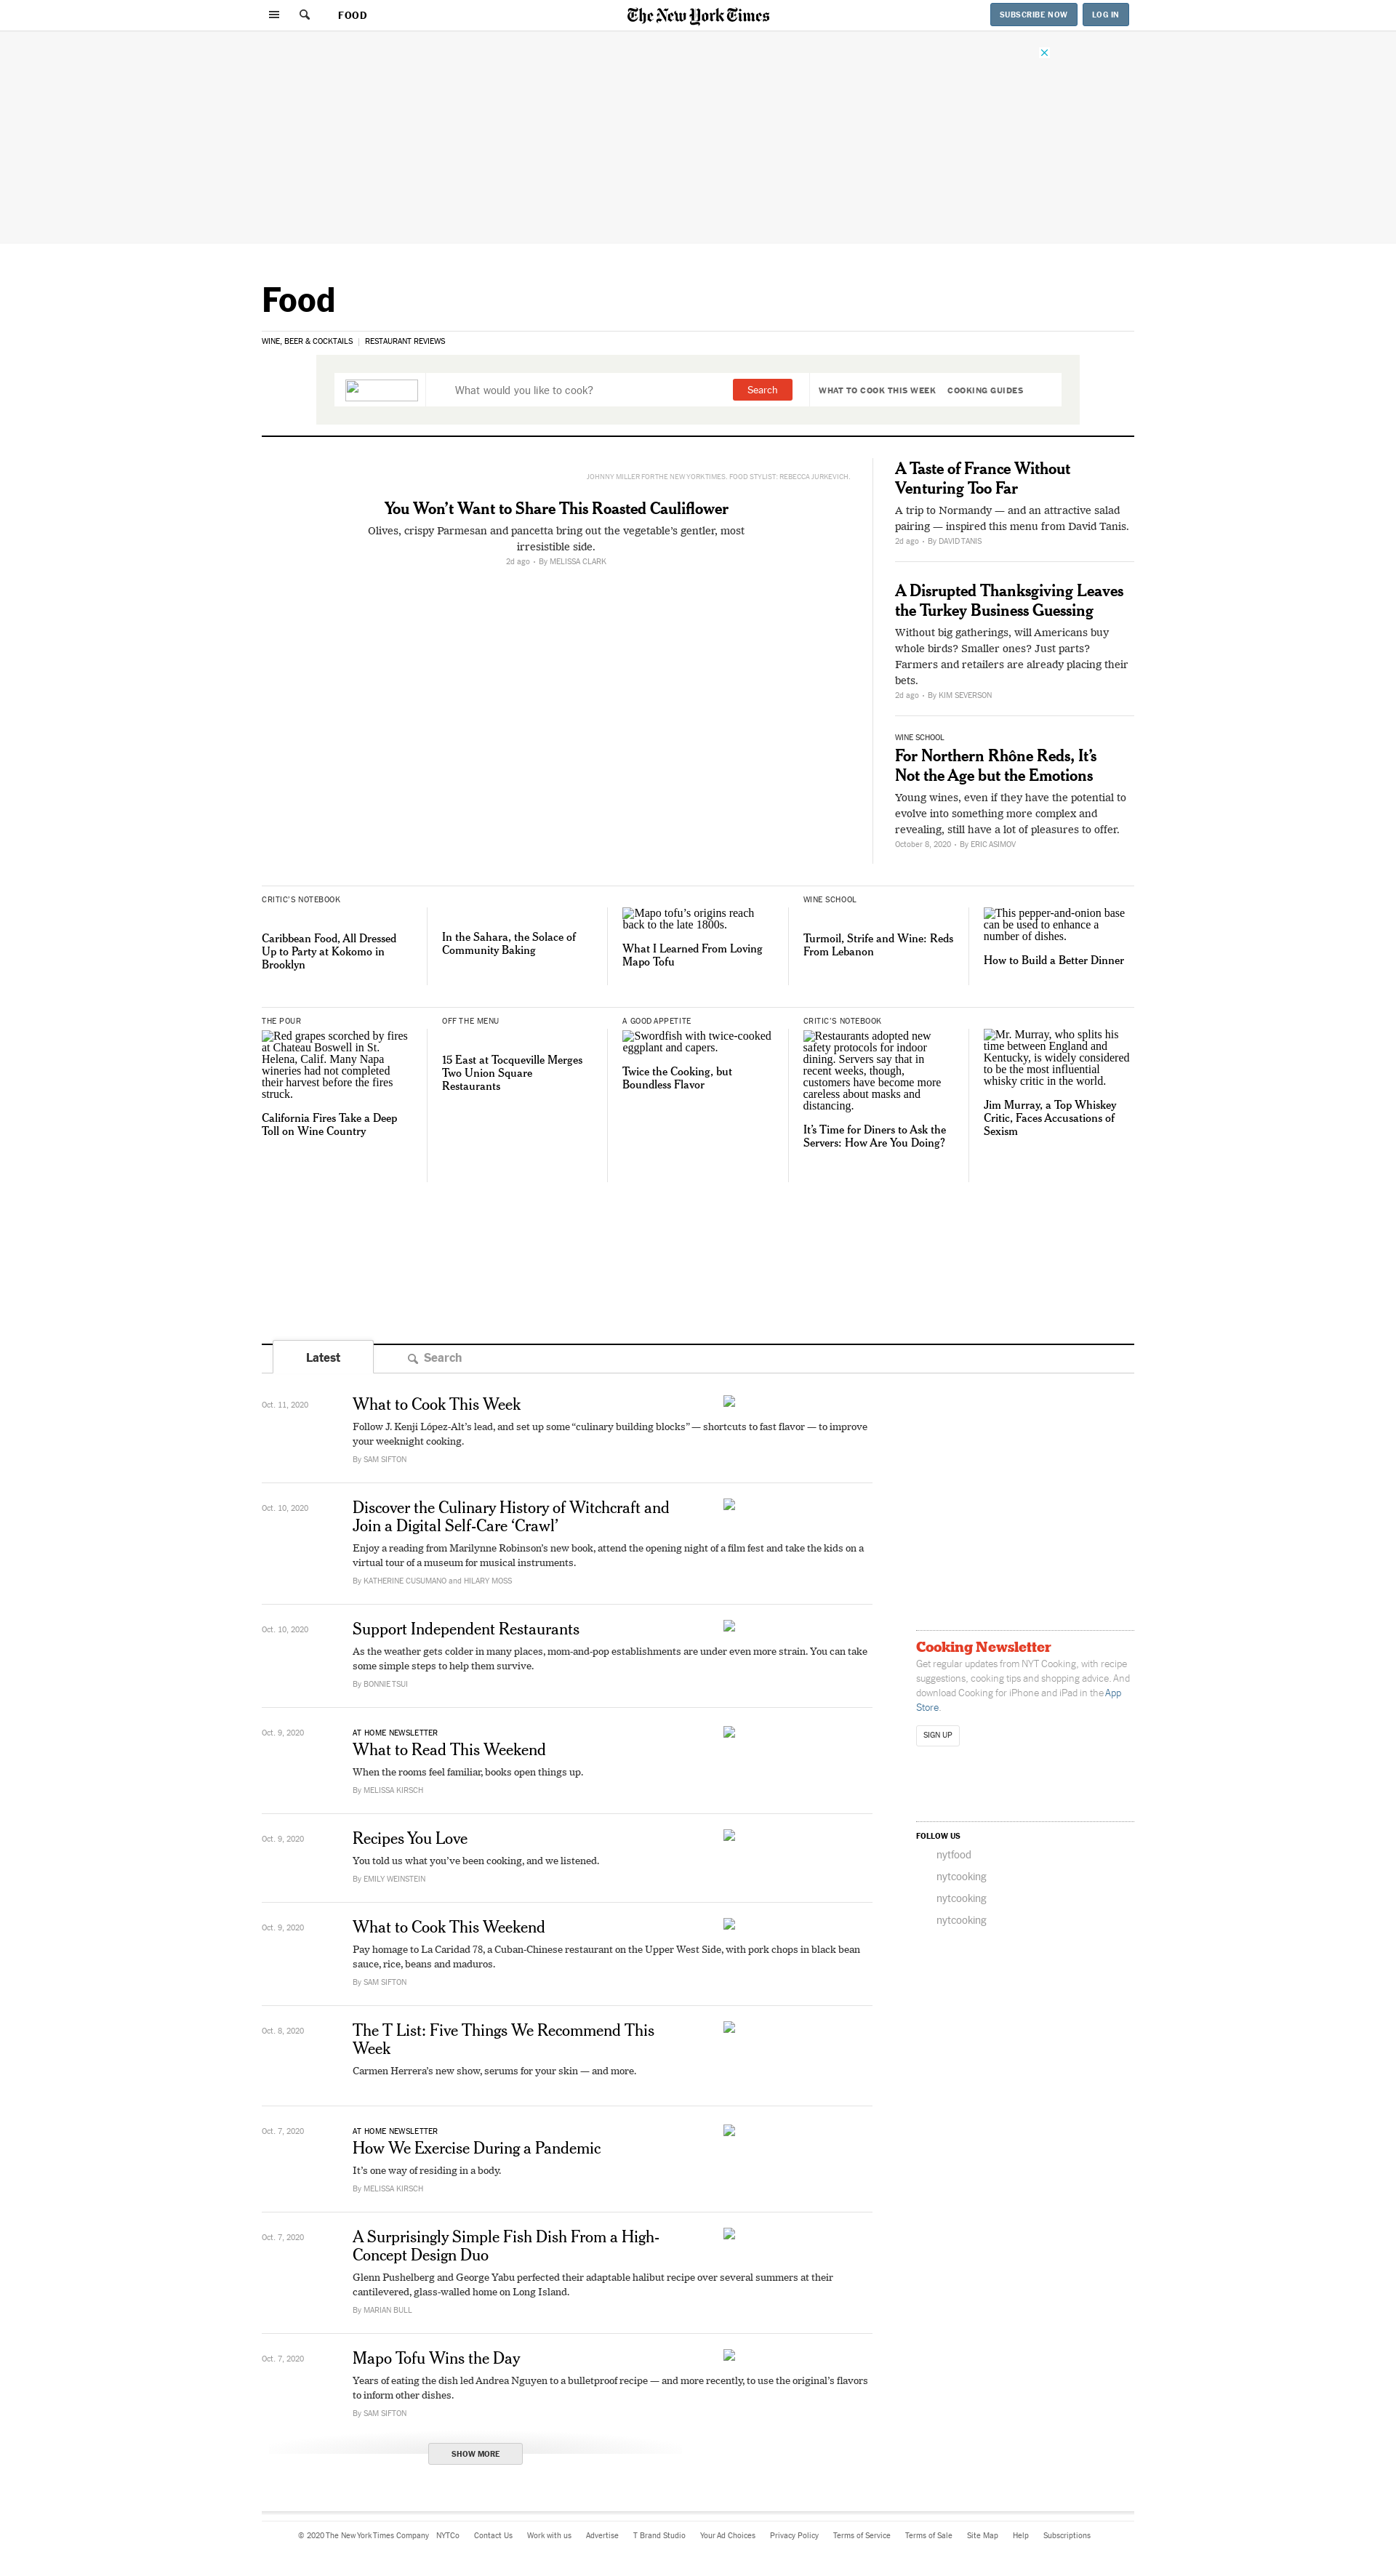 FOOD
The New York Times
SUBSCRIBE NOW
LOG IN
Food
WINE, BEER & COCKTAILS | RESTAURANT REVIEWS
What would you like to cook?
Search
WHAT TO COOK THIS WEEK
COOKING GUIDES
JOHNNY MILLER FOR THE NEW YORK TIMES. FOOD STYLIST: REBECCA JURKEVICH.
You Won’t Want to Share This Roasted Cauliflower
Olives, crispy Parmesan and pancetta bring out the vegetable’s gentler, most
irresistible side.
2d ago • By MELISSA CLARK
A Taste of France Without
Venturing Too Far
A trip to Normandy — and an attractive salad
pairing — inspired this menu from David Tanis.
2d ago • By DAVID TANIS
A Disrupted Thanksgiving Leaves
the Turkey Business Guessing
Without big gatherings, will Americans buy
whole birds? Smaller ones? Just parts?
Farmers and retailers are already placing their
bets.
2d ago • By KIM SEVERSON
WINE SCHOOL
For Northern Rhône Reds, It’s
Not the Age but the Emotions
Young wines, even if they have the potential to
evolve into something more complex and
revealing, still have a lot of pleasures to offer.
October 8, 2020 • By ERIC ASIMOV
CRITIC’S NOTEBOOK
Caribbean Food, All Dressed
Up to Party at Kokomo in
Brooklyn
In the Sahara, the Solace of
Community Baking
Mapo tofu’s origins reach
back to the late 1800s.
What I Learned From Loving
Mapo Tofu
WINE SCHOOL
Turmoil, Strife and Wine: Reds
From Lebanon
This pepper-and-onion base
can be used to enhance a
number of dishes.
How to Build a Better Dinner
THE POUR
Red grapes scorched by fires
at Chateau Boswell in St.
Helena, Calif. Many Napa
wineries had not completed
their harvest before the fires
struck.
California Fires Take a Deep
Toll on Wine Country
OFF THE MENU
15 East at Tocqueville Merges
Two Union Square
Restaurants
A GOOD APPETITE
Swordfish with twice-cooked
eggplant and capers.
Twice the Cooking, but
Boundless Flavor
CRITIC’S NOTEBOOK
Restaurants adopted new
safety protocols for indoor
dining. Servers say that in
recent weeks, though,
customers have become more
careless about masks and
distancing.
It’s Time for Diners to Ask the
Servers: How Are You Doing?
Mr. Murray, who splits his
time between England and
Kentucky, is widely considered
to be the most influential
whisky critic in the world.
Jim Murray, a Top Whiskey
Critic, Faces Accusations of
Sexism
Latest
Search
Oct. 11, 2020
What to Cook This Week
Follow J. Kenji López-Alt’s lead, and set up some “culinary building blocks” — shortcuts to fast flavor — to improve
your weeknight cooking.
By SAM SIFTON
Oct. 10, 2020
Discover the Culinary History of Witchcraft and
Join a Digital Self-Care ‘Crawl’
Enjoy a reading from Marilynne Robinson’s new book, attend the opening night of a film fest and take the kids on a
virtual tour of a museum for musical instruments.
By KATHERINE CUSUMANO and HILARY MOSS
Oct. 10, 2020
Support Independent Restaurants
As the weather gets colder in many places, mom-and-pop establishments are under even more strain. You can take
some simple steps to help them survive.
By BONNIE TSUI
Oct. 9, 2020
AT HOME NEWSLETTER
What to Read This Weekend
When the rooms feel familiar, books open things up.
By MELISSA KIRSCH
Oct. 9, 2020
Recipes You Love
You told us what you’ve been cooking, and we listened.
By EMILY WEINSTEIN
Oct. 9, 2020
What to Cook This Weekend
Pay homage to La Caridad 78, a Cuban-Chinese restaurant on the Upper West Side, with pork chops in black bean
sauce, rice, beans and maduros.
By SAM SIFTON
Oct. 8, 2020
The T List: Five Things We Recommend This
Week
Carmen Herrera’s new show, serums for your skin — and more.
Oct. 7, 2020
AT HOME NEWSLETTER
How We Exercise During a Pandemic
It’s one way of residing in a body.
By MELISSA KIRSCH
Oct. 7, 2020
A Surprisingly Simple Fish Dish From a High-
Concept Design Duo
Glenn Pushelberg and George Yabu perfected their adaptable halibut recipe over several summers at their
cantilevered, glass-walled home on Long Island.
By MARIAN BULL
Oct. 7, 2020
Mapo Tofu Wins the Day
Years of eating the dish led Andrea Nguyen to a bulletproof recipe — and more recently, to use the original’s flavors
to inform other dishes.
By SAM SIFTON
SHOW MORE
Cooking Newsletter
Get regular updates from NYT Cooking, with recipe
suggestions, cooking tips and shopping advice. And
download Cooking for iPhone and iPad in the App
Store.
SIGN UP
FOLLOW US
nytfood
nytcooking
nytcooking
nytcooking
© 2020 The New York Times Company NYTCo Contact Us Work with us Advertise T Brand Studio Your Ad Choices Privacy Policy Terms of Service Terms of Sale Site Map Help Subscriptions